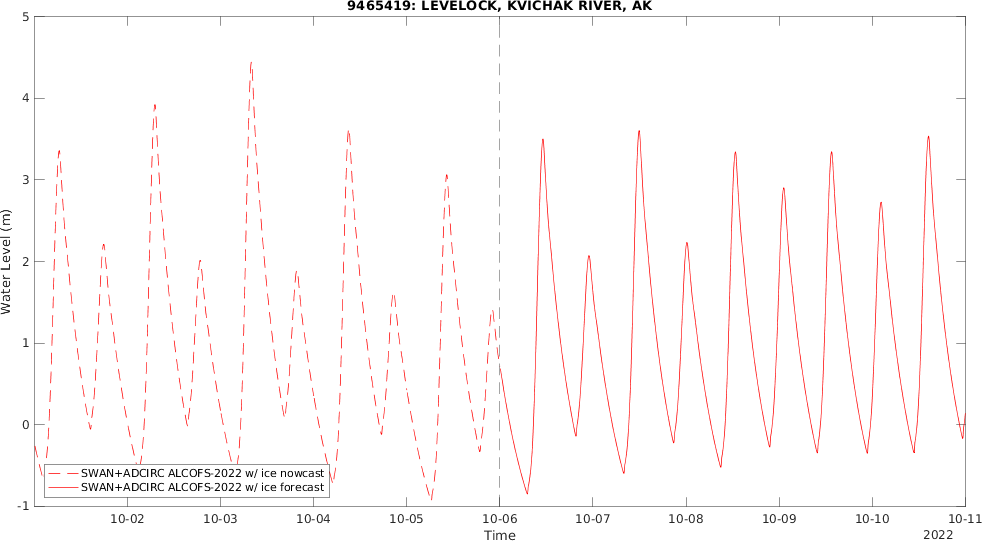 9465419: LEVELOCK, KVICHAK RIVER, AK
5
4
3
2
1
0
-1
Water Level (m)
SWAN+ADCIRC ALCOFS-2022 w/ ice nowcast
SWAN+ADCIRC ALCOFS-2022 w/ ice forecast
10-02 10-03 10-04 10-05 10-06 10-07 10-08 10-09 10-10 10-11
Time
2022